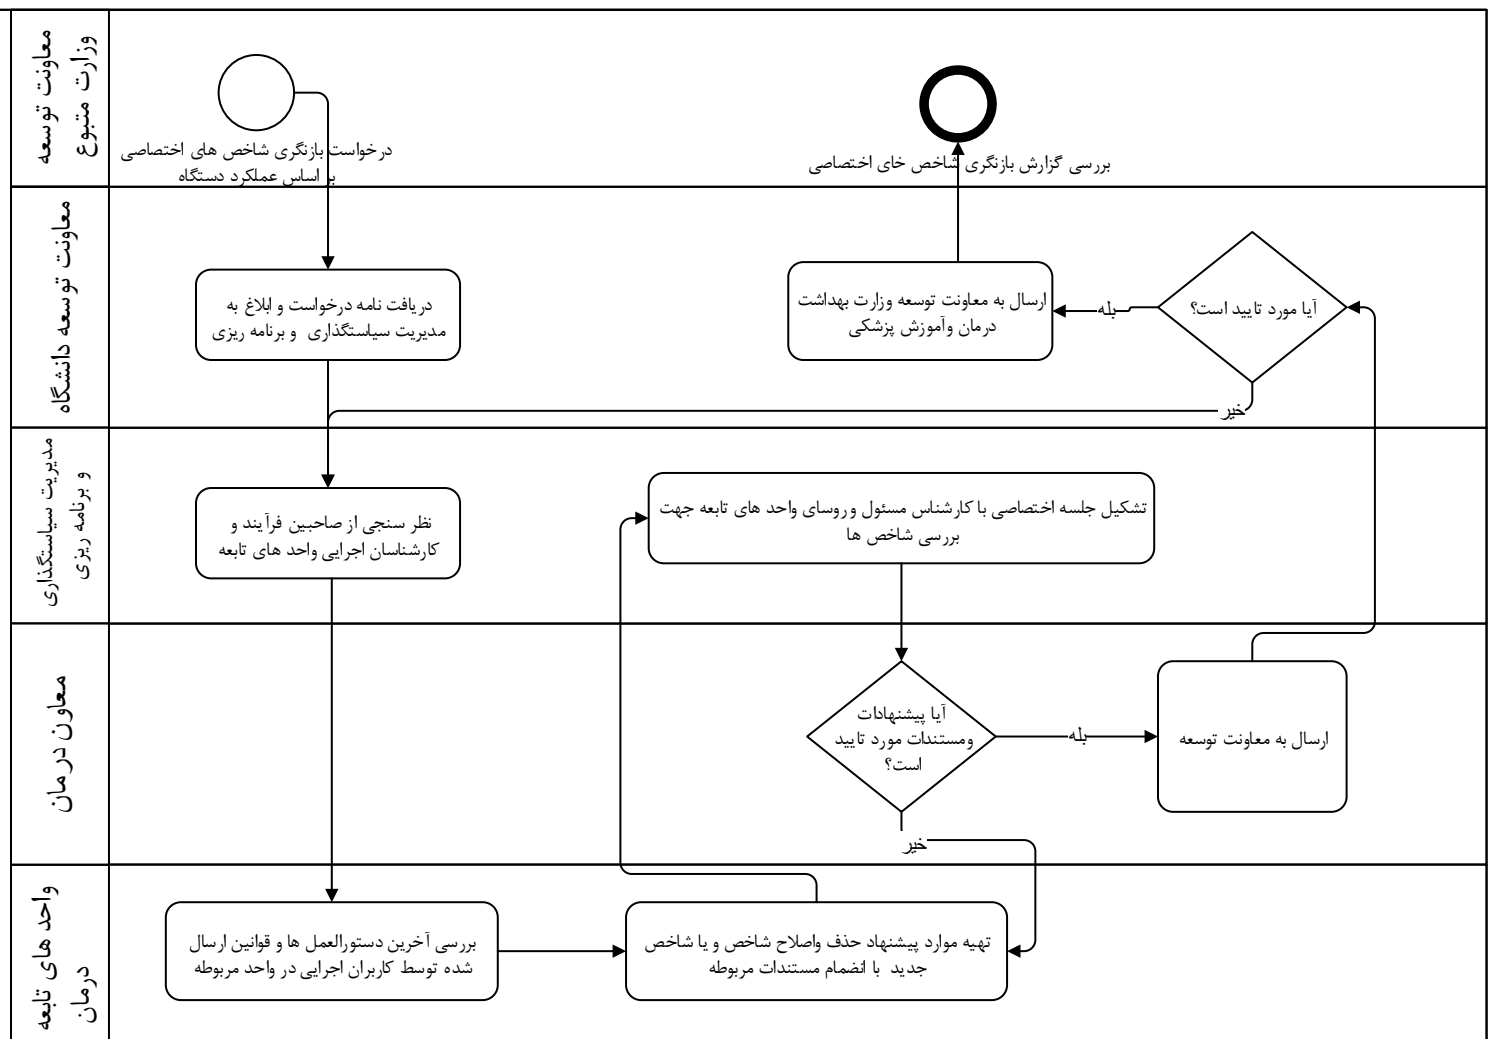 معاونت توسعه
وزارت متبوع
درخواست بازنگری شاخص های اختصاصی
بر اساس عملکرد دستگاه
بررسی گزارش بازنگری شاخص خای اختصاصی
معاونت توسعه دانشگاه
دریافت نامه درخواست و ابلاغ به
مدیریت سیاستگذاری و برنامه ریزی
ارسال به معاونت توسعه وزارت بهداشت
درمان وآموزش پزشکی
بله
آیا مورد تایید است؟
خیر
مدیریت سیاستگذاری
و برنامه ریزی
نظر سنجی از صاحبین فرآیند و
کارشناسان اجرایی واحد های تابعه
تشکیل جلسه اختصاصی با کارشناس مسئول و روسای واحد های تابعه جهت
بررسی شاخص ها
معاون درمان
آیا پیشنهادات
ومستندات مورد تایید
است؟
بله
ارسال به معاونت توسعه
خیر
واحد های تابعه
درمان
بررسی آخرین دستورالعمل ها و قوانین ارسال
شده توسط کاربران اجرایی در واحد مربوطه
تهیه موارد پیشنهاد حذف واصلاح شاخص و یا شاخص
جدید با انضمام مستندات مربوطه